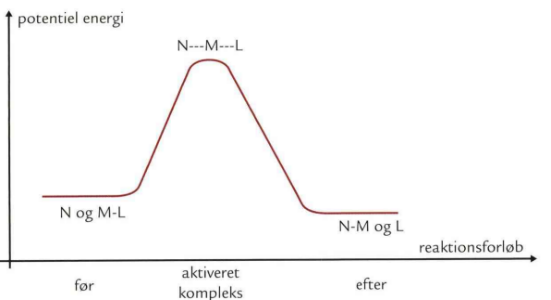 potentiel energi
N---M---L
N og M-L
N-M og L
reaktionsforløb
før
aktiveret
kompleks
efter